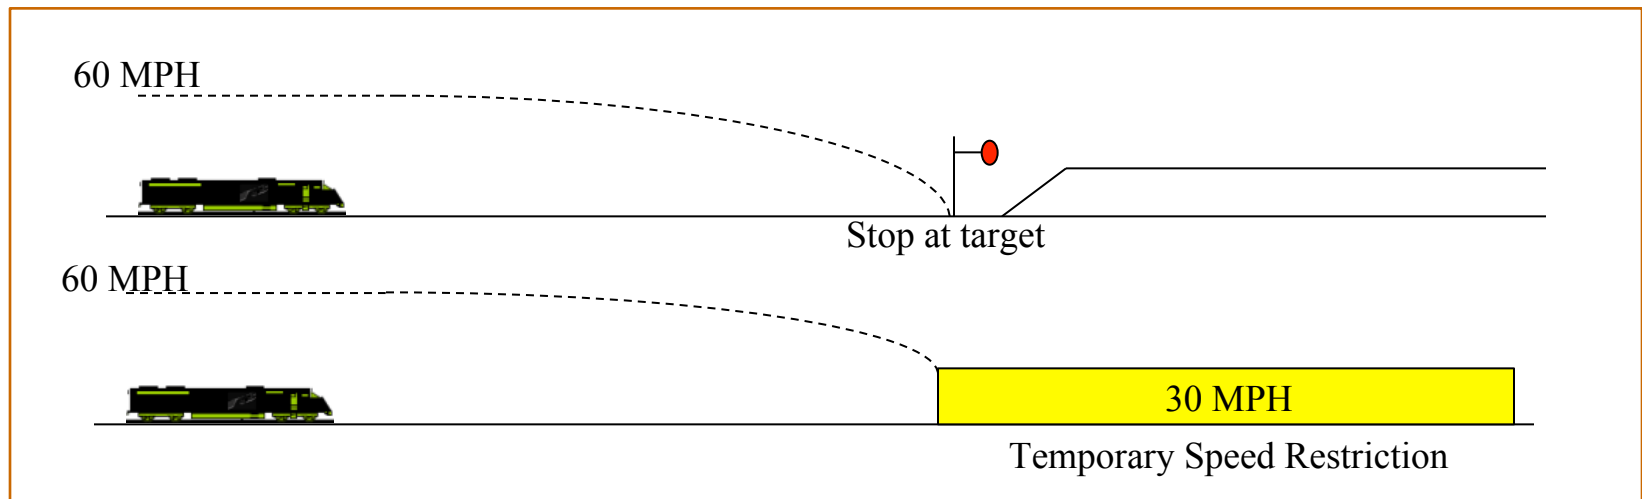 60 MPH
Stop at target
60 MPH
30 MPH
Temporary Speed Restriction